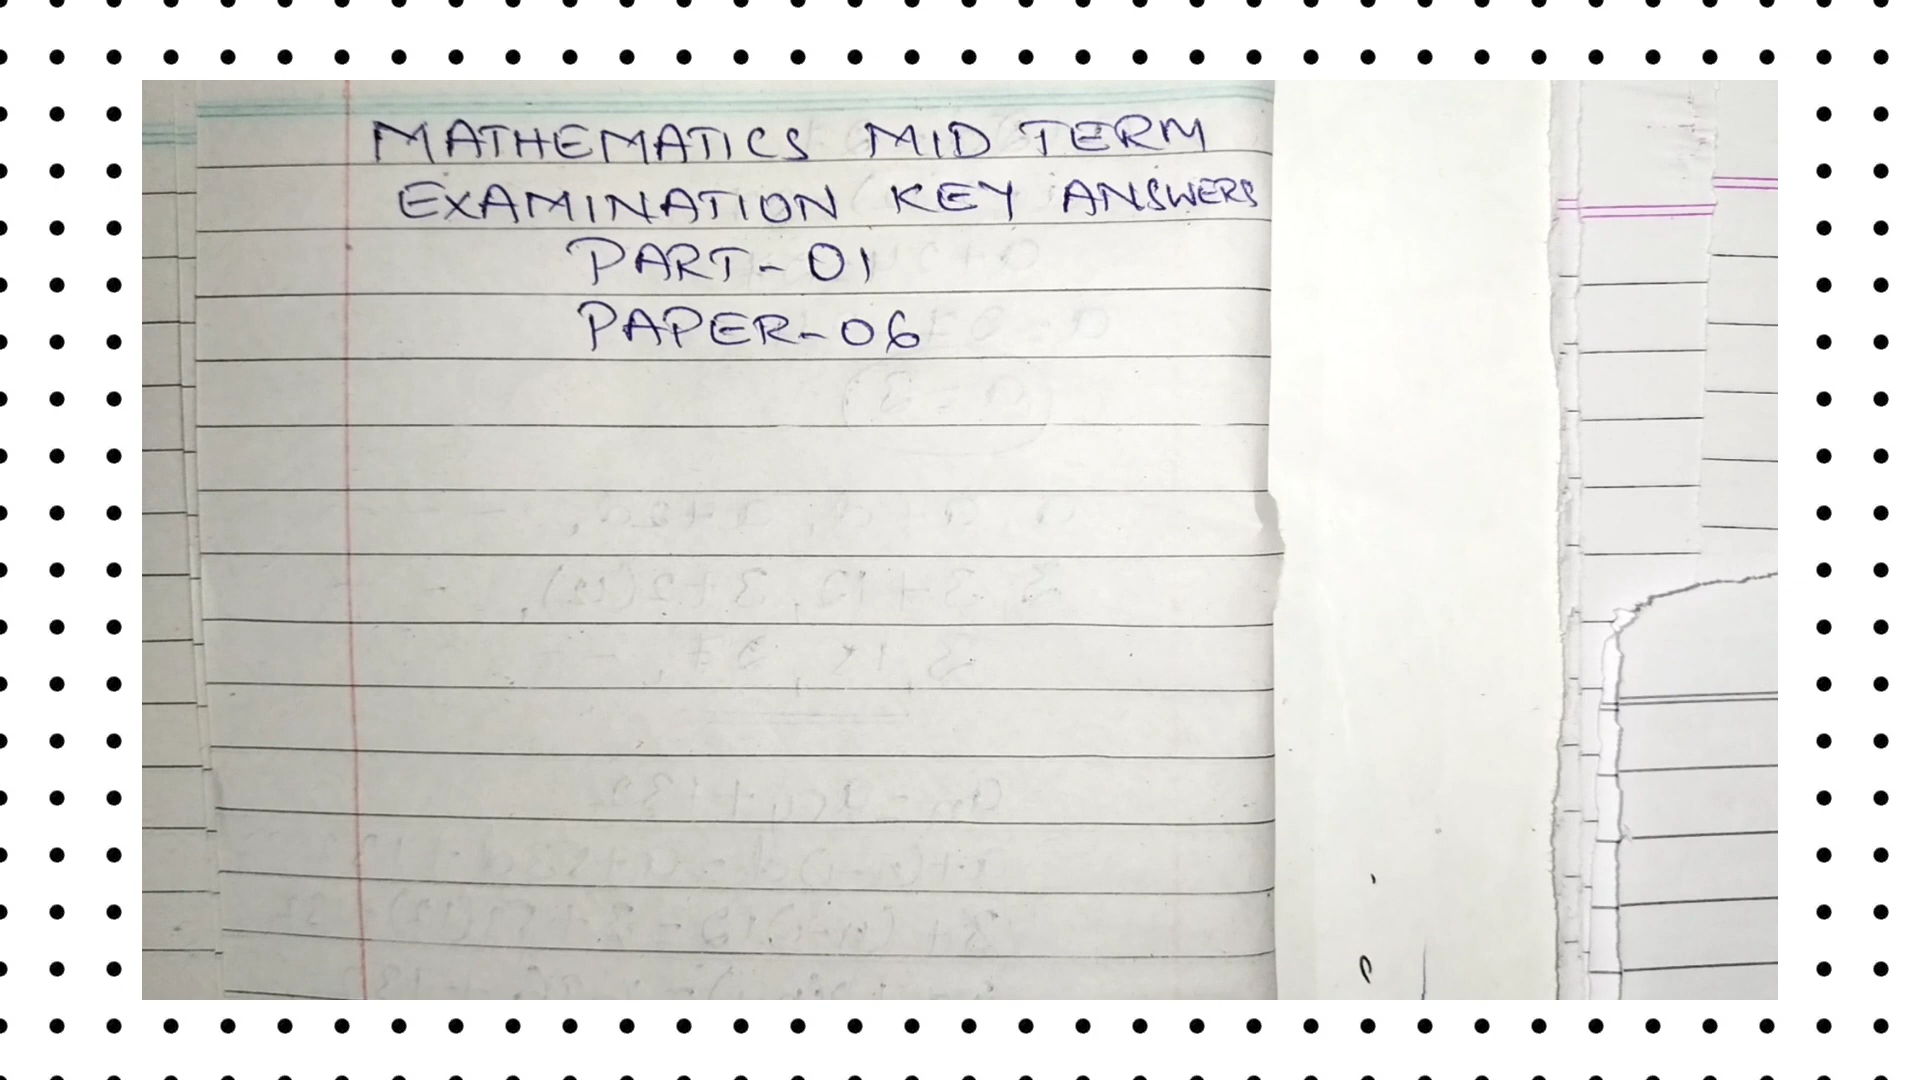 MATHEMATICS MID TERM
EXAMINATION KEY ANSWERS
PART-01
PAPER-06